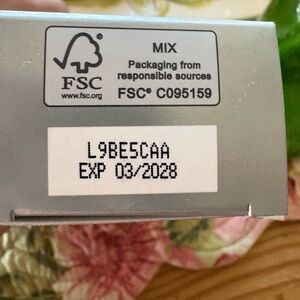 MIX
Packaging from
responsible sources
FSC
www.fsc.org
FSC® C095159
L9BE5CAA
EXP 03/2028